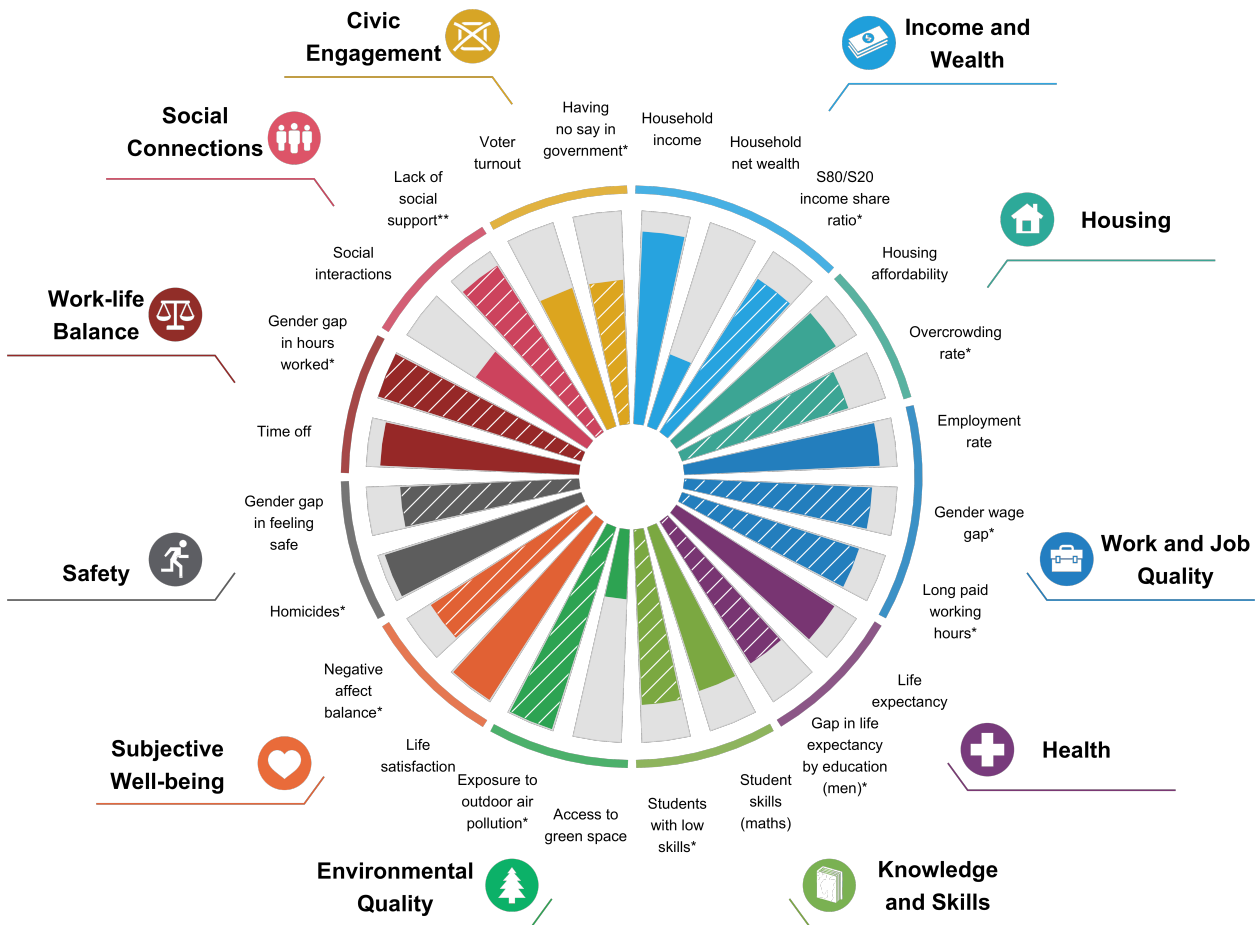 Civic
Engagement
Income and
Wealth
Social
Connections
Having
no say in
government*
Household
income
Voter
turnout
Household
net wealth
Lack of
social
support**
S80/S20
income share
ratio*
Housing
Social
interactions
Housing
affordability
Work-life
Balance
Gender gap
in hours
worked*
Overcrowding
rate*
Time off
Employment
rate
Gender gap
in feeling
safe
Gender wage
gap*
Work and Job
Quality
Safety
Homicides*
Long paid
working
hours*
Negative
affect
balance*
Life
expectancy
Subjective
Well-being
Life
satisfaction
Gap in life
expectancy
by education
(men)*
Health
Exposure to
outdoor air
pollution*
Access to
green space
Students
with low
skills*
Student
skills
(maths)
Environmental
Quality
Knowledge
and Skills